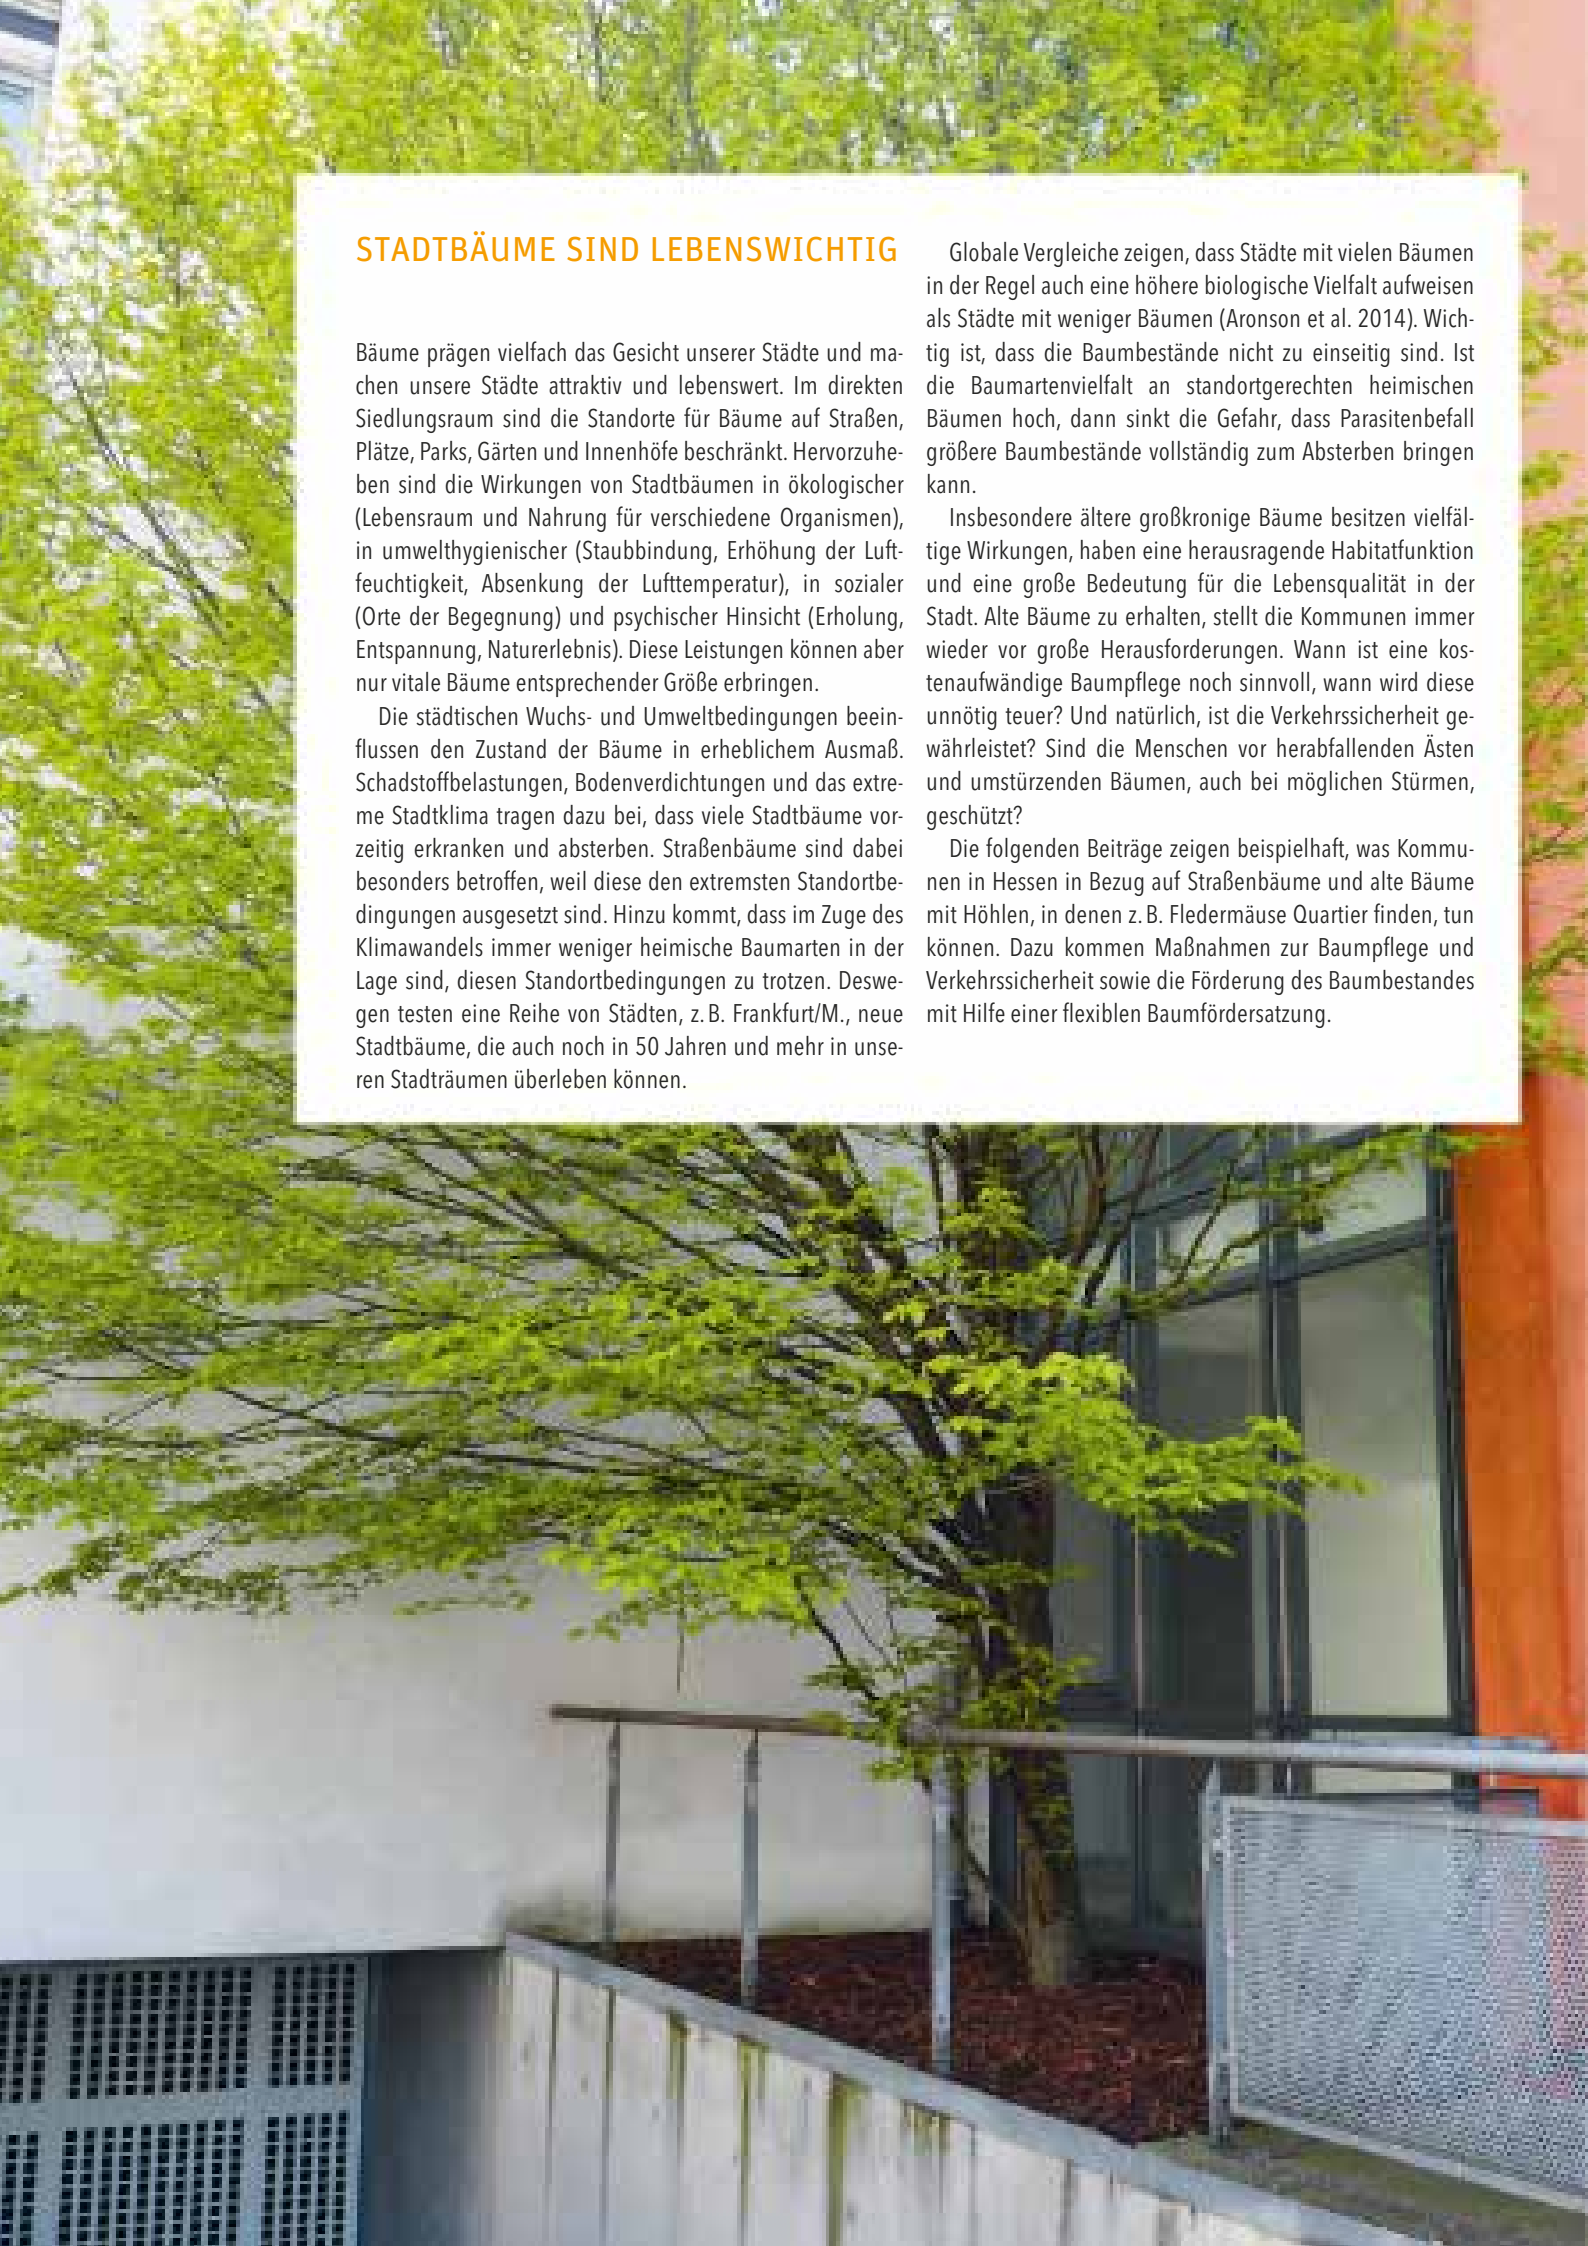 STADTBÄUME SIND LEBENSWICHTIG
Bäume prägen vielfach das Gesicht unserer Städte und ma-
chen unsere Städte attraktiv und lebenswert. Im direkten
Siedlungsraum sind die Standorte für Bäume auf Straßen,
Plätze, Parks, Gärten und Innenhöfe beschränkt. Hervorzuhe-
ben sind die Wirkungen von Stadtbäumen in ökologischer
(Lebensraum und Nahrung für verschiedene Organismen),
in umwelthygienischer (Staubbindung, Erhöhung der Luft-
feuchtigkeit, Absenkung der Lufttemperatur), in sozialer
(Orte der Begegnung) und psychischer Hinsicht (Erholung,
Entspannung, Naturerlebnis). Diese Leistungen können aber
nur vitale Bäume entsprechender Größe erbringen.
Die städtischen Wuchs- und Umweltbedingungen beein-
flussen den Zustand der Bäume in erheblichem Ausmaß.
Schadstoffbelastungen, Bodenverdichtungen und das extre-
me Stadtklima tragen dazu bei, dass viele Stadtbäume vor-
zeitig erkranken und absterben. Straßenbäume sind dabei
besonders betroffen, weil diese den extremsten Standortbe-
dingungen ausgesetzt sind. Hinzu kommt, dass im Zuge des
Klimawandels immer weniger heimische Baumarten in der
Lage sind, diesen Standortbedingungen zu trotzen. Deswe-
gen testen eine Reihe von Städten, z. B. Frankfurt/M., neue
Stadtbäume, die auch noch in 50 Jahren und mehr in unse-
ren Stadträumen überleben können.
Globale Vergleiche zeigen, dass Städte mit vielen Bäumen
in der Regel auch eine höhere biologische Vielfalt aufweisen
als Städte mit weniger Bäumen (Aronson et al. 2014). Wich-
tig ist, dass die Baumbestände nicht zu einseitig sind. Ist
die Baumartenvielfalt an standortgerechten heimischen
Bäumen hoch, dann sinkt die Gefahr, dass Parasitenbefall
größere Baumbestände vollständig zum Absterben bringen
kann.
Insbesondere ältere großkronige Bäume besitzen vielfäl-
tige Wirkungen, haben eine herausragende Habitatfunktion
und eine große Bedeutung für die Lebensqualität in der
Stadt. Alte Bäume zu erhalten, stellt die Kommunen immer
wieder vor große Herausforderungen. Wann ist eine kos-
tenaufwändige Baumpflege noch sinnvoll, wann wird diese
unnötig teuer? Und natürlich, ist die Verkehrssicherheit ge-
währleistet? Sind die Menschen vor herabfallenden Ästen
und umstürzenden Bäumen, auch bei möglichen Stürmen,
geschützt?
Die folgenden Beiträge zeigen beispielhaft, was Kommu-
nen in Hessen in Bezug auf Straßenbäume und alte Bäume
mit Höhlen, in denen z. B. Fledermäuse Quartier finden, tun
können. Dazu kommen Maßnahmen zur Baumpflege und
Verkehrssicherheit sowie die Förderung des Baumbestandes
mit Hilfe einer flexiblen Baumfördersatzung.